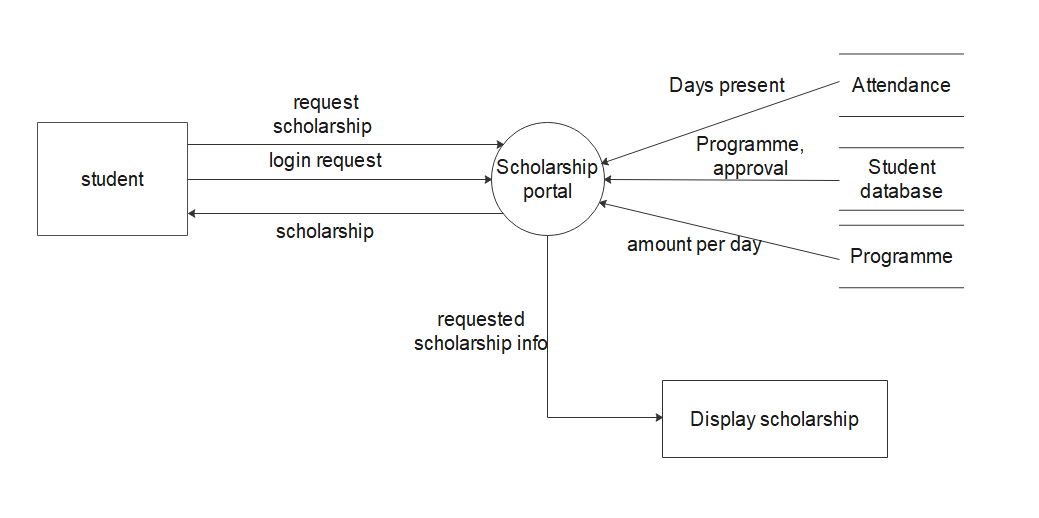 Days present
Attendance
request
scholarship
Programme,
approval
login request
student
Scholarship
portal
Student
database
scholarship
amount per day
Programme
requested
scholarship info
Display scholarship